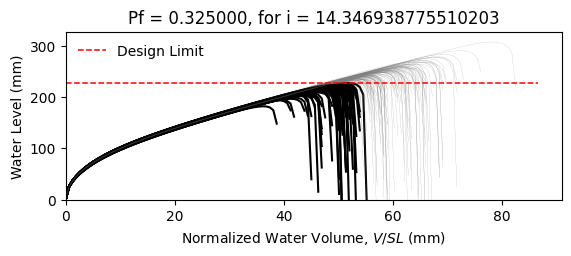 Pf = 0.325000, for i = 14.346938775510203
Design Limit
Water Level (mm)
300
200
100
0
0 20 40 60 80
Normalized Water Volume, V/SL (mm)